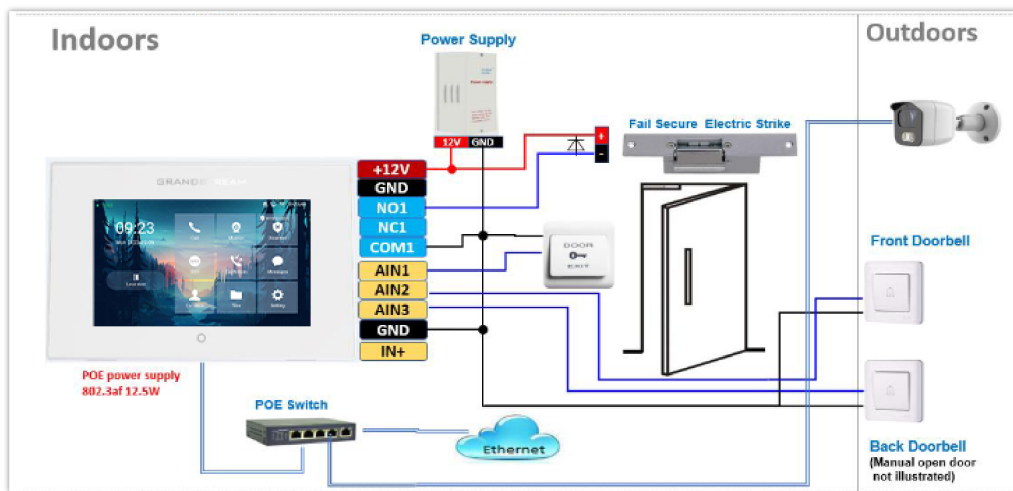 Indoors
Outdoors
Power Supply
12V GND
Fail Secure Electric Strike
+
-
+12V
GND
NO1
NC1
COM1
AIN1
AIN2
AIN3
GND
IN+
GRANDSTREAM
09:23
DOOR
EXIT
Front Doorbell
POE power supply
802.3af 12.5W
POE Switch
Ethernet
Back Doorbell
(Manual open door
not illustrated)